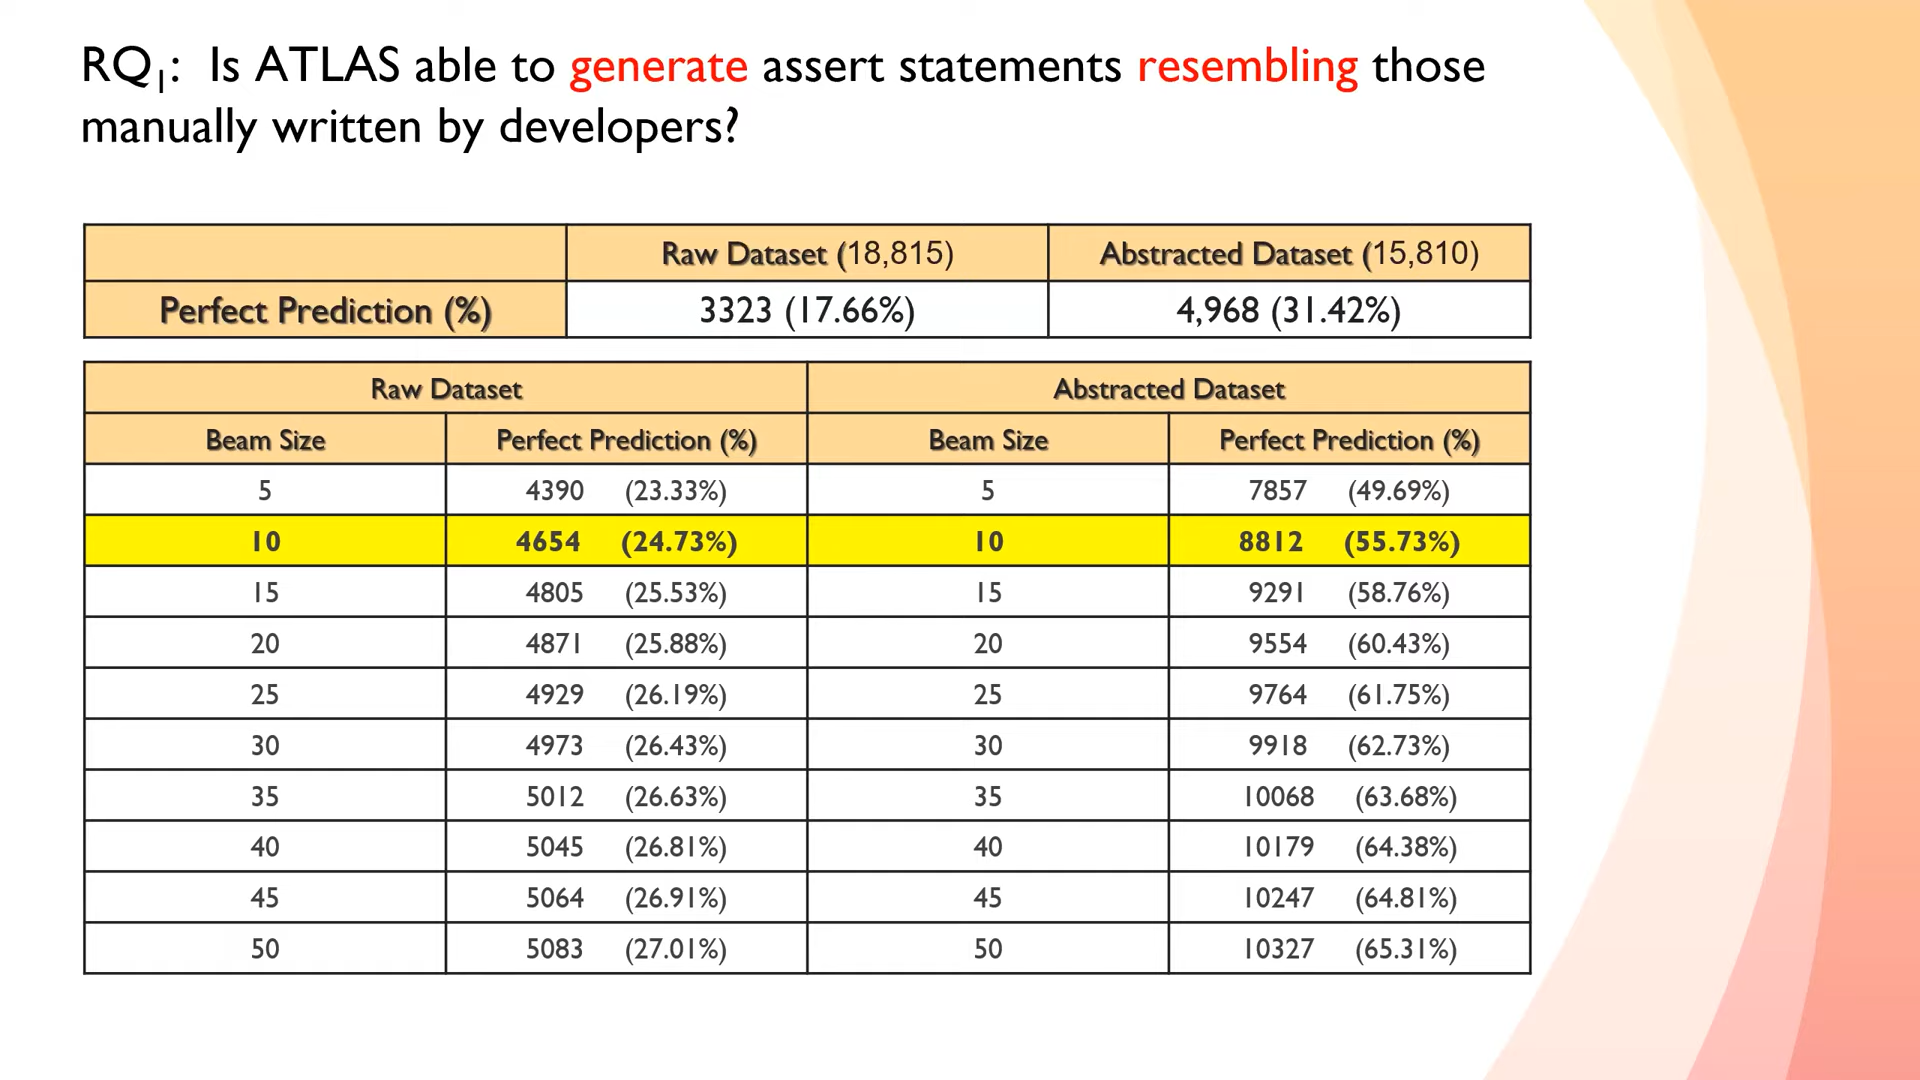 RQ1: Is ATLAS able to generate assert statements resembling those
manually written by developers?
Raw Dataset (18,815) Abstracted Dataset (15,810)
Perfect Prediction (%) 3323 (17.66%) 4,968 (31.42%)
Raw Dataset Abstracted Dataset
Beam Size Perfect Prediction (%) Beam Size Perfect Prediction (%)
5 4390 (23.33%) 5 7857 (49.69%)
10 4654 (24.73%) 10 8812 (55.73%)
15 4805 (25.53%) 15 9291 (58.76%)
20 4871 (25.88%) 20 9554 (60.43%)
25 4929 (26.19%) 25 9764 (61.75%)
30 4973 (26.43%) 30 9918 (62.73%)
35 5012 (26.63%) 35 10068 (63.68%)
40 5045 (26.81%) 40 10179 (64.38%)
45 5064 (26.91%) 45 10247 (64.81%)
50 5083 (27.01%) 50 10327 (65.31%)